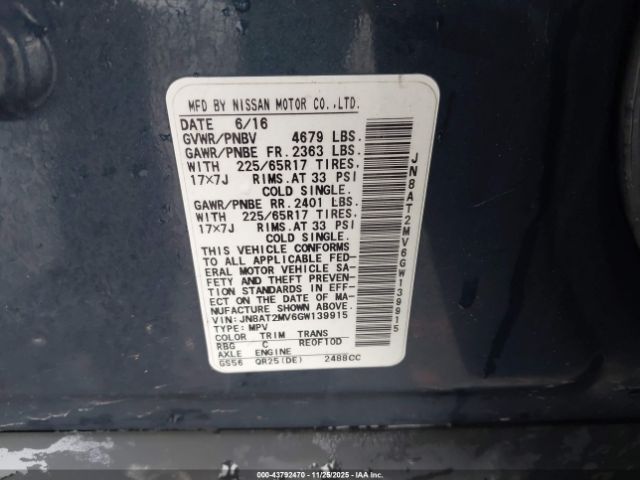 MFD BY NISSAN MOTOR CO.,LTD.
DATE 6/16
GVWR/PNBV 4679 LBS.
GAWR/PNBE FR. 2363 LBS.
WITH 225/65R17 TIRES.
17×7J RIMS.AT 33 PSI
COLD SINGLE.
GAWR/PNBE RR. 2401 LBS.
WITH 225/65R17 TIRES.
17×7J RIMS.AT 33 PSI
COLD SINGLE.
THIS VEHICLE CONFORMS
TO ALL APPLICABLE FED-
ERAL MOTOR VEHICLE SA-
FETY AND THEFT PREVEN-
TION STANDARDS IN EFF-
ECT ON THE DATE OF MA-
NUFACTURE SHOWN ABOVE.
VIN: JN8AT2MV6GW139915
TYPE: MPV
COLOR TRIM TRANS
RBG C RE0F10D
AXLE ENGINE
GS56 QR25(DE) 2488CC
JN8AT2MV6GW139915
000-43792470 - 11/25/2025 - IAA Inc.